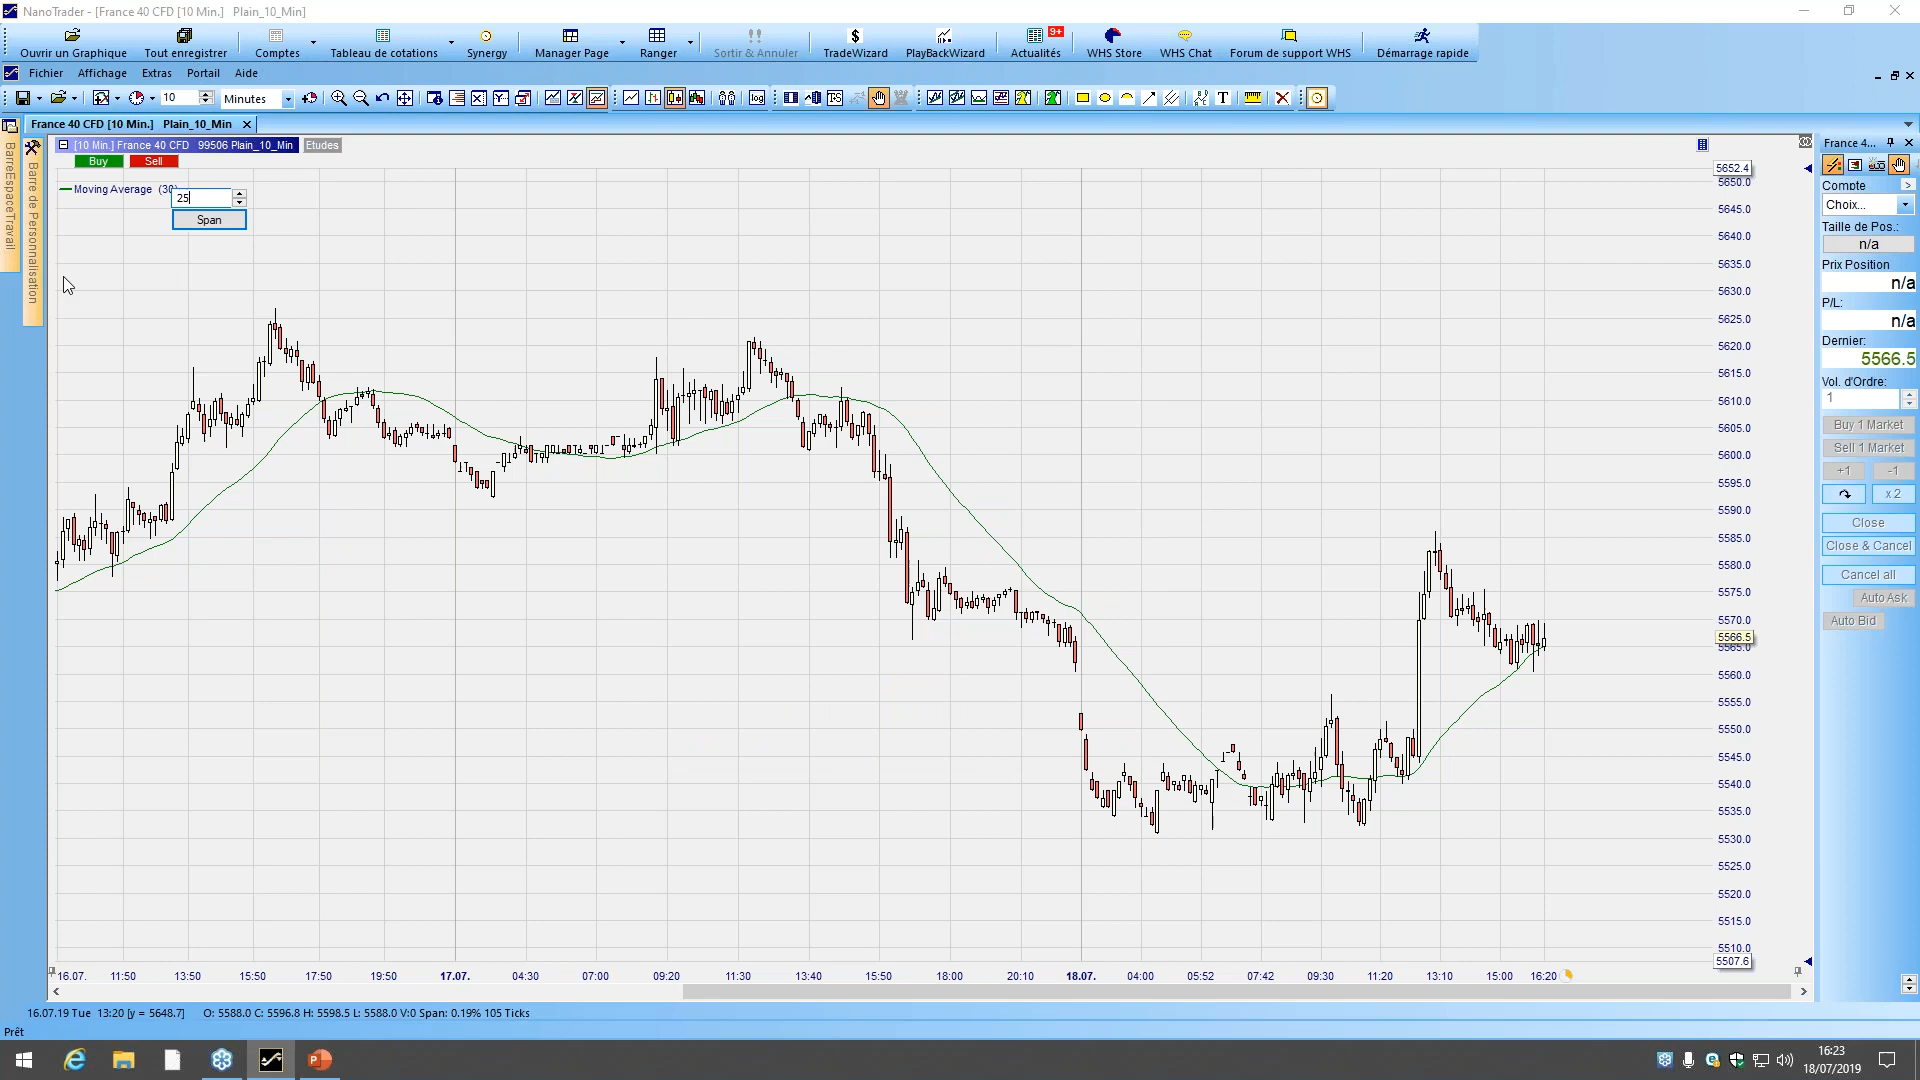 NanoTrader - [France 40 CFD [10 Min.]   Plain_10_Min]
Ouvrir un Graphique
Tout enregistrer
Comptes
Tableau de cotations
Synergy
Manager Page
Ranger
Sortir & Annuler
$
TradeWizard
PlayBackWizard
9+
Actualités
WHS Store
WHS Chat
Forum de support WHS
Démarrage rapide
Fichier
Affichage
Extras
Portail
Aide
10
Minutes
log
T
France 40 CFD [10 Min.]   Plain_10_Min
BarreEspaceTravail
Barre de Personnalisation
[10 Min.] France 40 CFD   99506 Plain_10_Min
Etudes
Buy
Sell
Moving Average (30)
25
Span
5652.4
5650.0
5645.0
5640.0
5635.0
5630.0
5625.0
5620.0
5615.0
5610.0
5605.0
5600.0
5595.0
5590.0
5585.0
5580.0
5575.0
5570.0
5566.5
5565.0
5560.0
5555.0
5550.0
5545.0
5540.0
5535.0
5530.0
5525.0
5520.0
5515.0
5510.0
5507.6
16.07.
11:50
13:50
15:50
17:50
19:50
17.07.
04:30
07:00
09:20
11:30
13:40
15:50
18:00
20:10
18.07.
04:00
05:52
07:42
09:30
11:20
13:10
15:00
16:20
France 4...
Compte
>
Choix...
Taille de Pos.:
n/a
Prix Position
n/a
P/L:
n/a
Dernier:
5566.5
Vol. d'Ordre:
1
Buy 1 Market
Sell 1 Market
+1
-1
x 2
Close
Close & Cancel
Cancel all
Auto Ask
Auto Bid
16.07.19 Tue  13:20 [y = 5648.7]   O: 5588.0 C: 5596.8 H: 5598.5 L: 5588.0 V:0 Span: 0.19% 105 Ticks
Prêt
16:23
18/07/2019